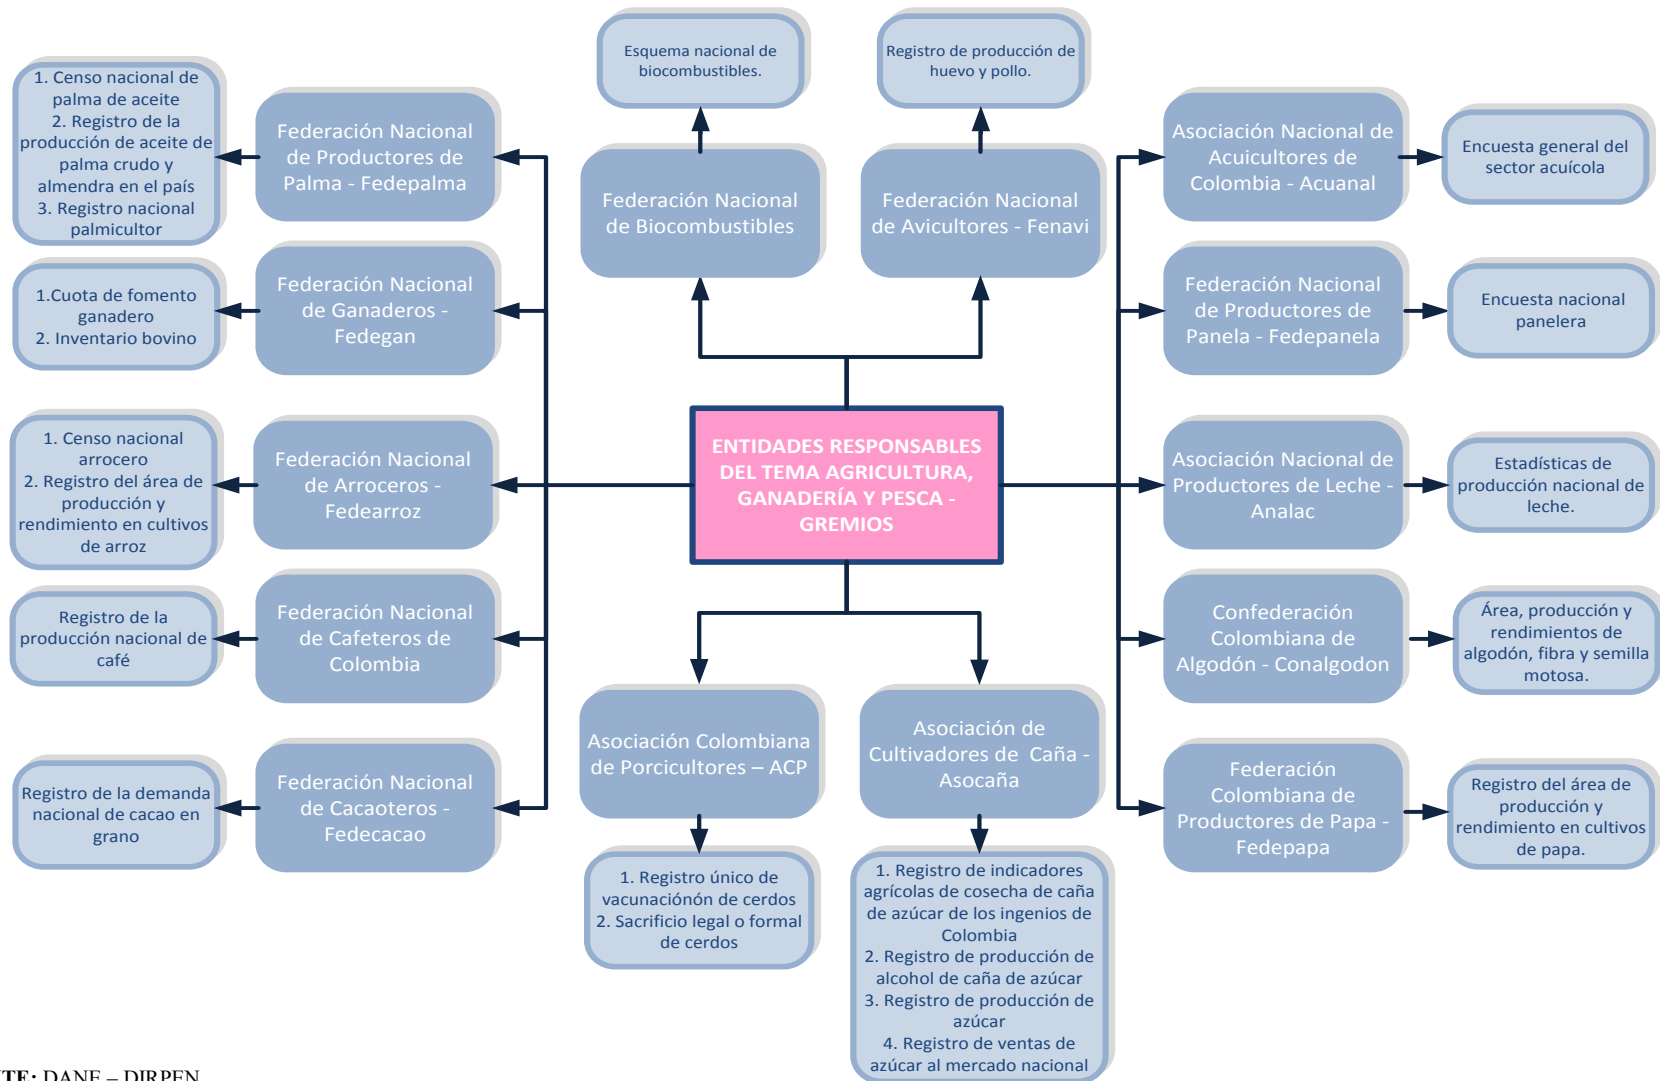 Esquema nacional de
biocombustibles.
Registro de producción de
huevo y pollo.
1. Censo nacional de
palma de aceite
2. Registro de la
producción de aceite de
palma crudo y
almendra en el país
3. Registro nacional
palmicultor
Federación Nacional
de Productores de
Palma - Fedepalma
Federación Nacional
de Biocombustibles
Federación Nacional
de Avicultores - Fenavi
Asociación Nacional de
Acuicultores de
Colombia - Acuanal
Encuesta general del
sector acuícola
1.Cuota de fomento
ganadero
2. Inventario bovino
Federación Nacional
de Ganaderos -
Fedegan
Federación Nacional
de Productores de
Panela - Fedepanela
Encuesta nacional
panelera
1. Censo nacional
arrocero
2. Registro del área de
producción y
rendimiento en cultivos
de arroz
Federación Nacional
de Arroceros -
Fedearroz
ENTIDADES RESPONSABLES
DEL TEMA AGRICULTURA,
GANADERÍA Y PESCA -
GREMIOS
Asociación Nacional de
Productores de Leche -
Analac
Estadísticas de
producción nacional de
leche.
Registro de la
producción nacional de
café
Federación Nacional
de Cafeteros de
Colombia
Confederación
Colombiana de
Algodón - Conalgodon
Área, producción y
rendimientos de
algodón, fibra y semilla
motosa.
Registro de la demanda
nacional de cacao en
grano
Federación Nacional
de Cacaoteros -
Fedecacao
Asociación Colombiana
de Porcicultores – ACP
Asociación de
Cultivadores de Caña -
Asocaña
Federación
Colombiana de
Productores de Papa -
Fedepapa
Registro del área de
producción y
rendimiento en cultivos
de papa.
1. Registro único de
vacunaciónón de cerdos
2. Sacrificio legal o formal
de cerdos
1. Registro de indicadores
agrícolas de cosecha de caña
de azúcar de los ingenios de
Colombia
2. Registro de producción de
alcohol de caña de azúcar
3. Registro de producción de
azúcar
4. Registro de ventas de
azúcar al mercado nacional
DANE – DIRPEN